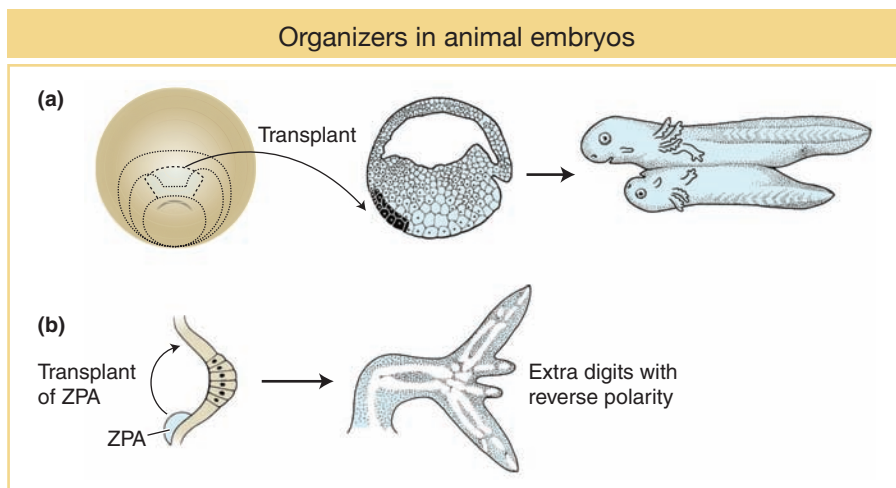 Organizers in animal embryos
(a)
Transplant
(b)
Transplant
of ZPA
ZPA
Extra digits with
reverse polarity